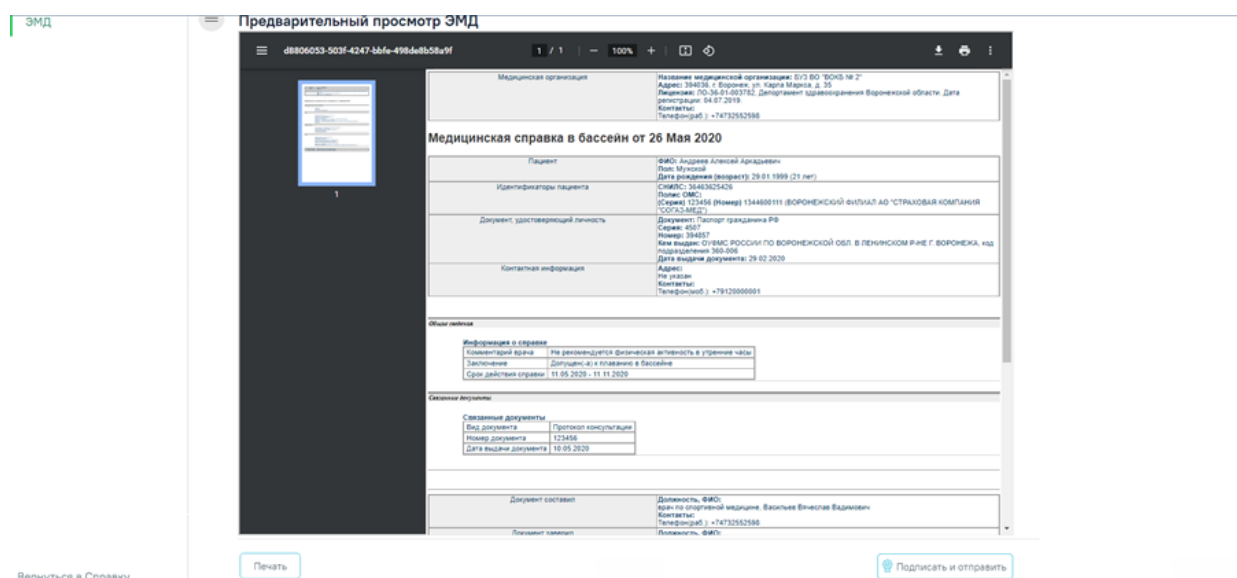 ЭМД
Предварительный просмотр ЭМД
d8806053-503f-4247-bbfe-498de8b58a9f 1 / 1 − 100% +
1
Медицинская организация
Название медицинской организации: БУЗ ВО "ВОКБ № 2"
Адрес: 394036, г. Воронеж, ул. Карла Маркса, д. 35
Лицензия: ЛО-36-01-003782, Департамент здравоохранения Воронежской области, Дата
регистрации: 04.07.2019
Контакты:
Телефон(раб.): +74732552598
Медицинская справка в бассейн от 26 Мая 2020
Пациент
ФИО: Андреев Алексей Аркадьевич
Пол: Мужской
Дата рождения (возраст): 29.01.1999 (21 лет)
Идентификаторы пациента
СНИЛС: 36463625426
Полис ОМС:
(Серия) 123456 (Номер) 1344600111 (ВОРОНЕЖСКИЙ ФИЛИАЛ АО "СТРАХОВАЯ КОМПАНИЯ
"СОГАЗ-МЕД")
Документ, удостоверяющий личность
Документ: Паспорт гражданина РФ
Серия: 4507
Номер: 394857
Кем выдан: ОУФМС РОССИИ ПО ВОРОНЕЖСКОЙ ОБЛ. В ЛЕНИНСКОМ Р-НЕ Г. ВОРОНЕЖА, код
подразделения 360-006
Дата выдачи документа: 29.02.2020
Контактная информация
Адрес:
Не указан
Контакты:
Телефон(моб.): +79120000001
Общие сведения
Информация о справке
Комментарий врача Не рекомендуется физическая активность в утренние часы
Заключение Допущен(-а) к плаванию в бассейне
Срок действия справки 11.05.2020 - 11.11.2020
Связанные документы
Связанные документы
Вид документа Протокол консультации
Номер документа 123456
Дата выдачи документа 10.05.2020
Документ составил
Должность, ФИО:
врач по спортивной медицине, Васильев Вячеслав Вадимович
Контакты:
Телефон(раб.): +74732552598
Документ заверил
Должность, ФИО:
Печать
Подписать и отправить
Вернуться в Справку